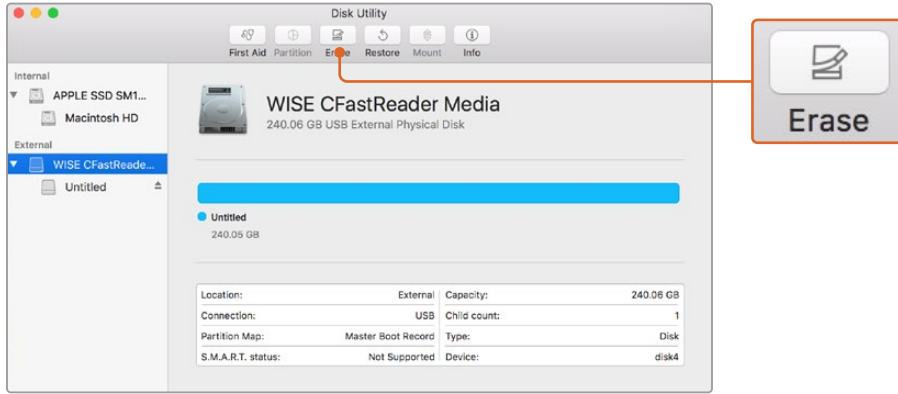 Disk Utility
First Aid Partition Erase Restore Mount Info
Erase
Internal
APPLE SSD SM1...
Macintosh HD
External
WISE CFastReade...
Untitled
WISE CFastReader Media
240.06 GB USB External Physical Disk
Untitled
240.05 GB
Location: External Capacity: 240.06 GB
Connection: USB Child count: 1
Partition Map: Master Boot Record Type: Disk
S.M.A.R.T. status: Not Supported Device: disk4